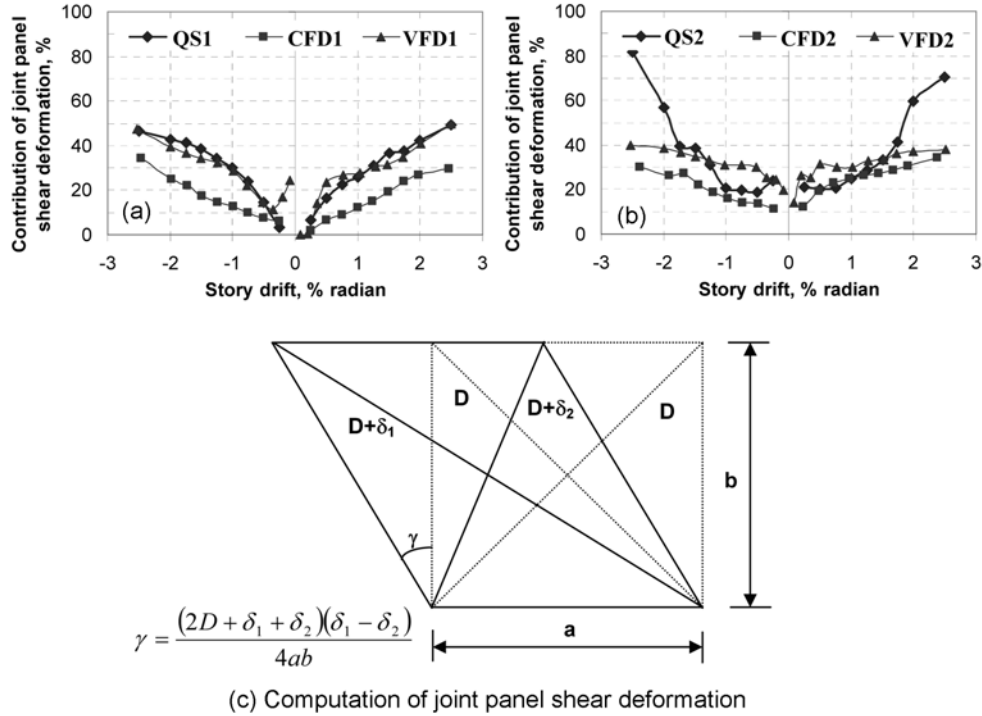 Contribution of joint panel
shear deformation, %
100
80
60
40
20
0
QS1 CFD1 VFD1
(a)
-3 -2 -1 0 1 2 3
Story drift, % radian
Contribution of joint panel
shear deformation, %
100
80
60
40
20
0
QS2 CFD2 VFD2
(b)
-3 -2 -1 0 1 2 3
Story drift, % radian
D+δ₁
D
D+δ₂
D
b
γ
a
γ = (2D + δ₁ + δ₂)(δ₁ − δ₂) / 4ab
(c) Computation of joint panel shear deformation